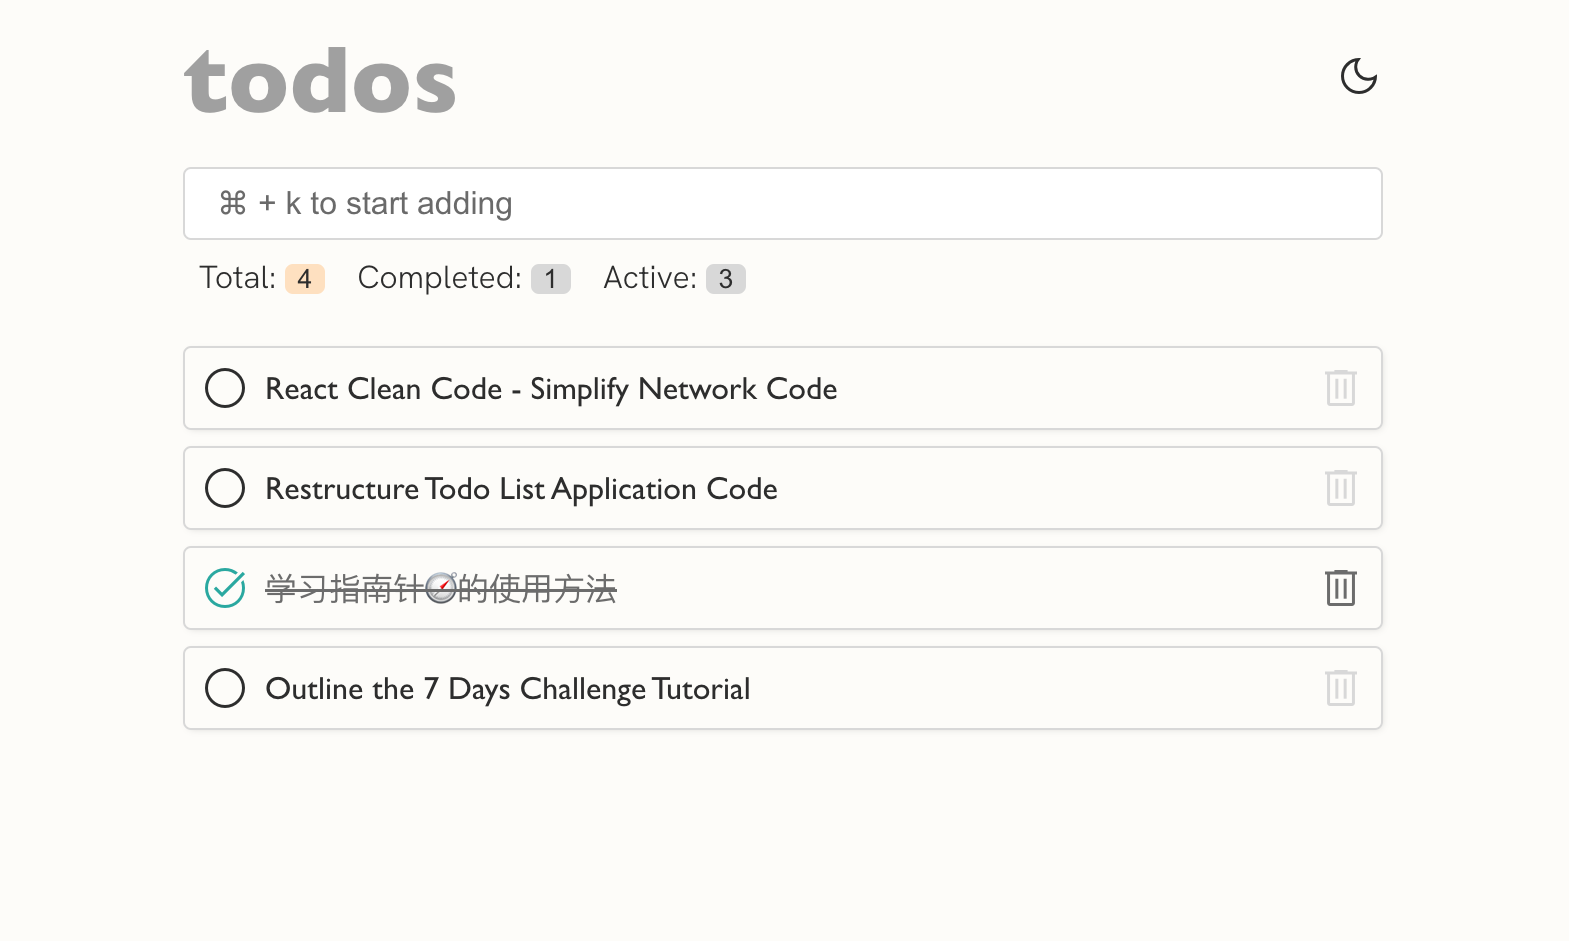 todos
⌘ + k to start adding
Total: 4 Completed: 1 Active: 3
React Clean Code - Simplify Network Code
Restructure Todo List Application Code
学习指南针🧭的使用方法
Outline the 7 Days Challenge Tutorial